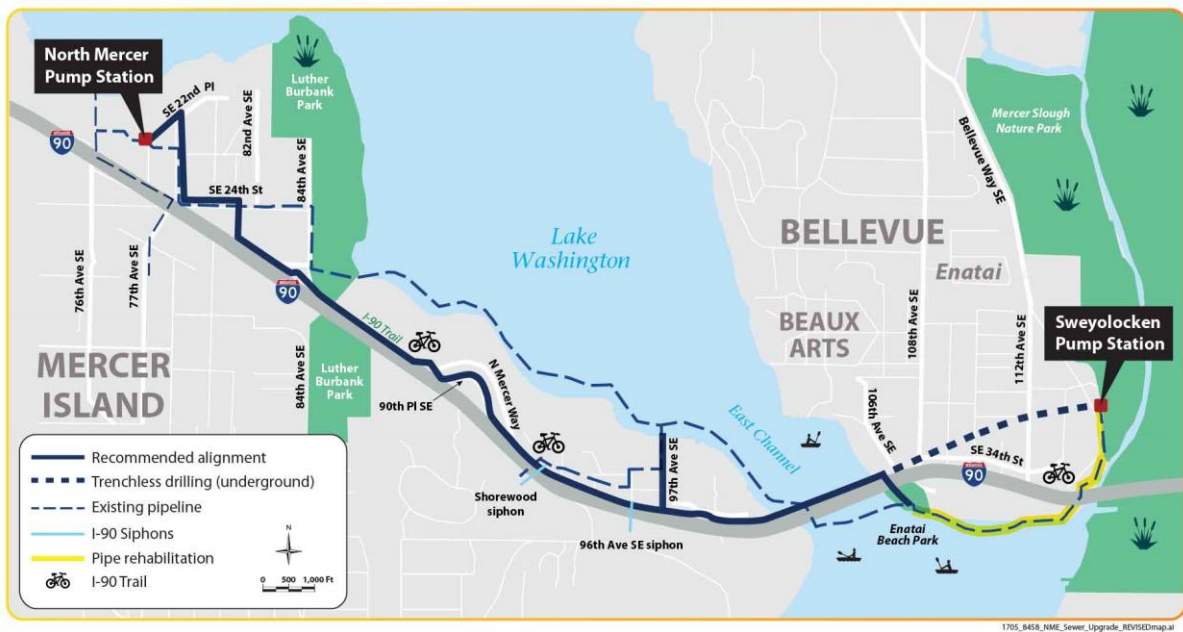 North Mercer
Pump Station
SE 22nd Pl
82nd Ave SE
Luther
Burbank
Park
84th Ave SE
90
SE 24th St
76th Ave SE
77th Ave SE
90
I-90 Trail
MERCER
ISLAND
84th Ave SE
Luther
Burbank
Park
90th Pl SE
N Mercer Way
Lake
Washington
Shorewood
siphon
97th Ave SE
96th Ave SE siphon
East Channel
BELLEVUE
Enatai
BEAUX
ARTS
Bellevue Way SE
Mercer Slough
Nature Park
108th Ave SE
112th Ave SE
106th Ave SE
Sweyolocken
Pump Station
SE 34th St
90
Enatai
Beach Park
Recommended alignment
Trenchless drilling (underground)
Existing pipeline
I-90 Siphons
Pipe rehabilitation
I-90 Trail
N
0 500 1,000 Ft
1705_8458_NME_Sewer_Upgrade_REVISEDmap.ai